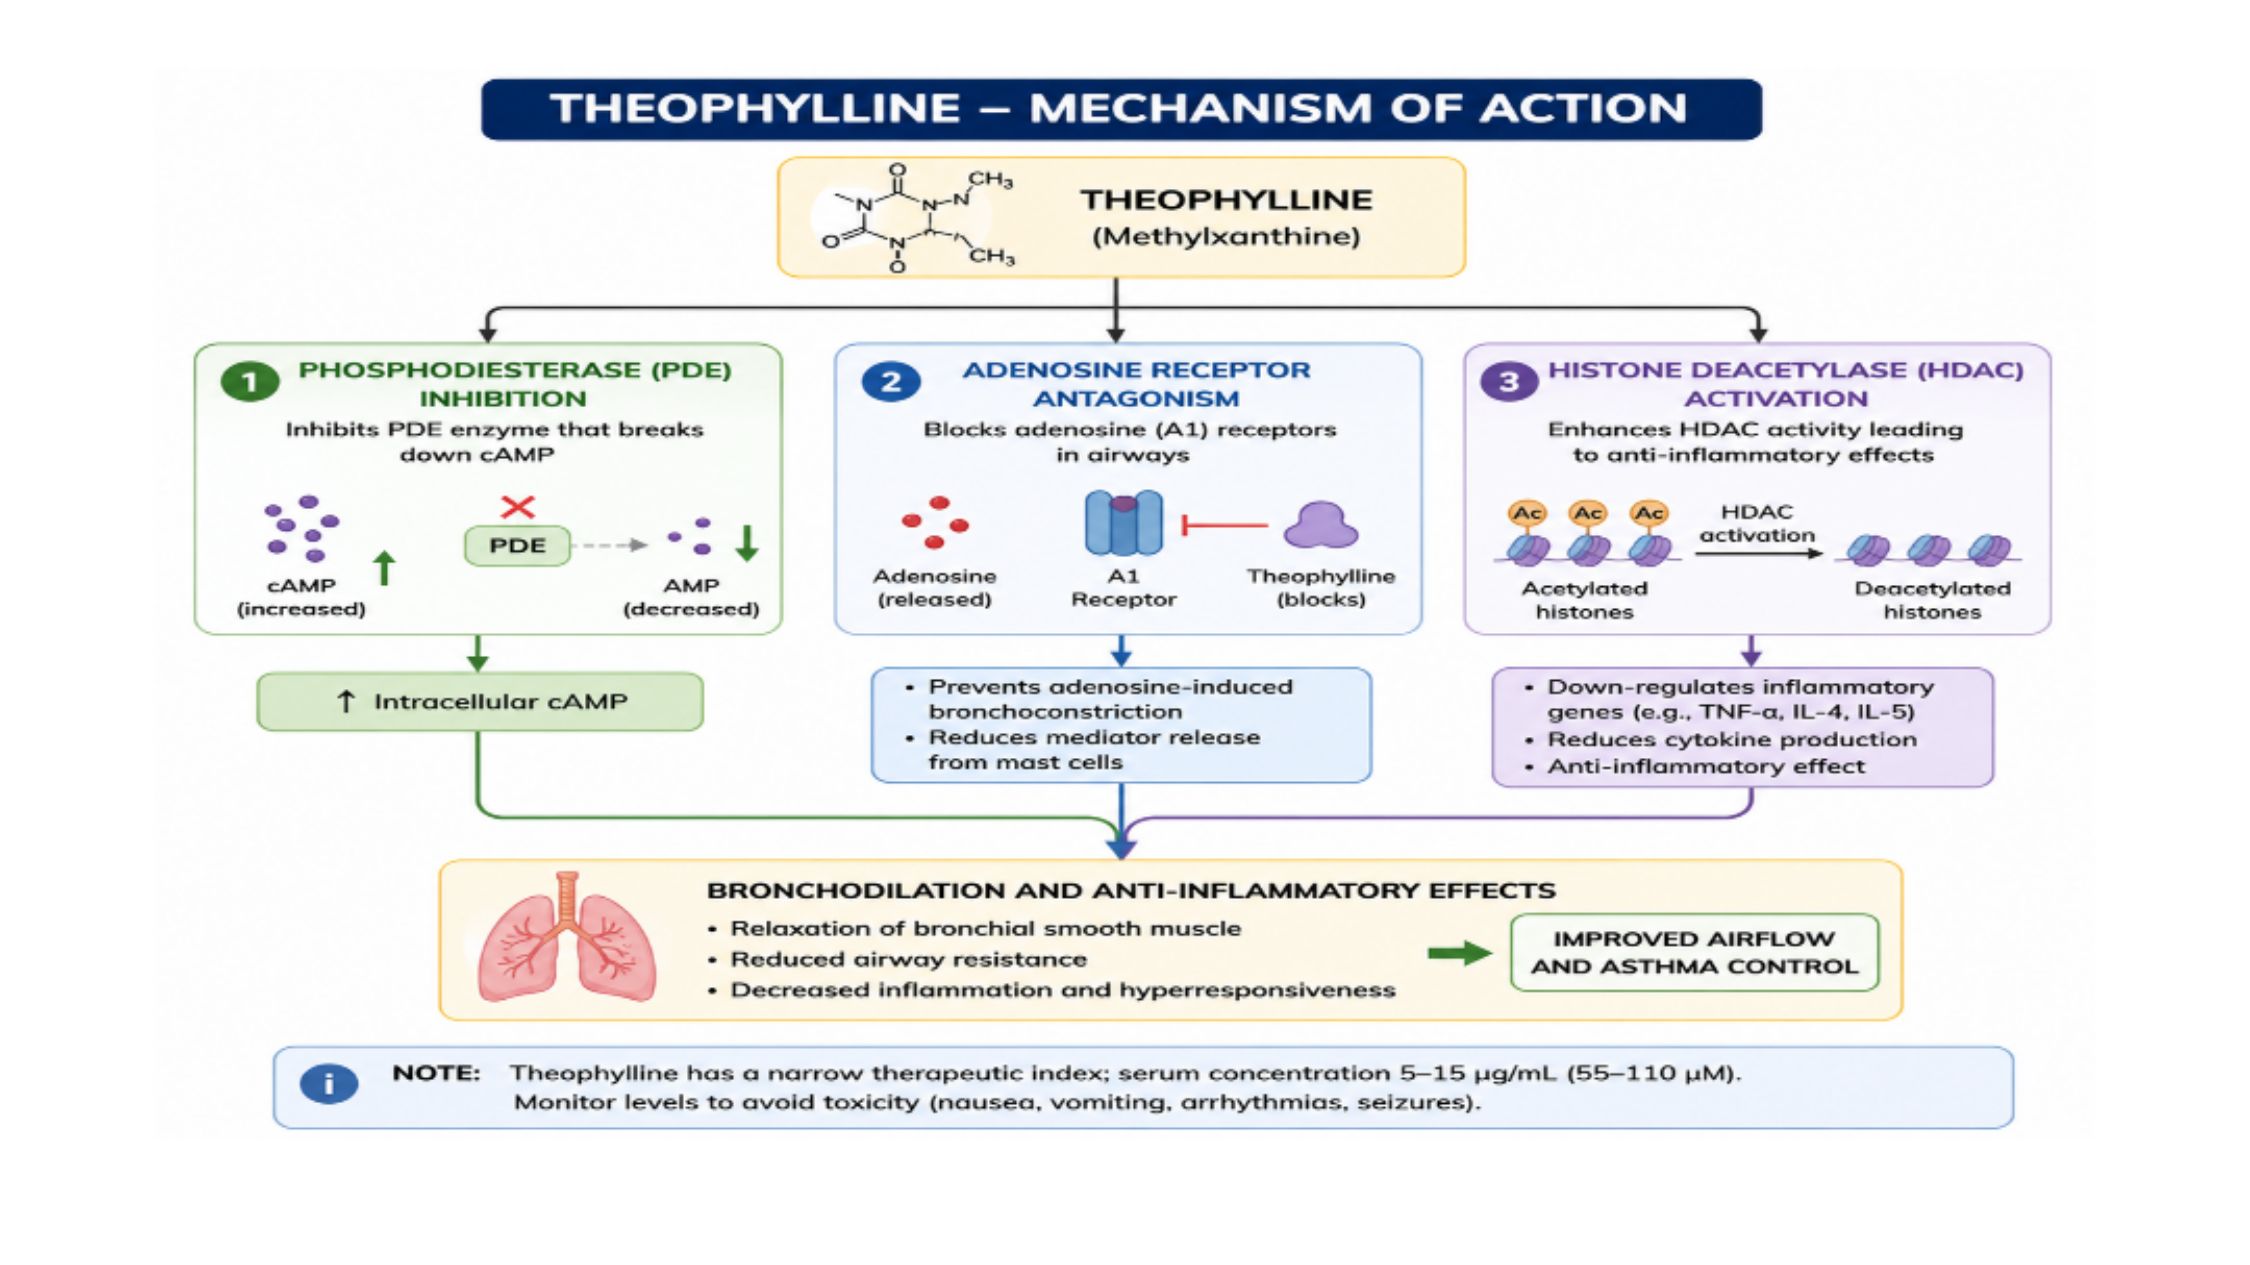 THEOPHYLLINE – MECHANISM OF ACTION
O
CH₃
N
N
N
O
N
O
CH₃
THEOPHYLLINE
(Methylxanthine)
1
PHOSPHODIESTERASE (PDE)
INHIBITION
Inhibits PDE enzyme that breaks
down cAMP
PDE
cAMP
(increased)
AMP
(decreased)
↑ Intracellular cAMP
2
ADENOSINE RECEPTOR
ANTAGONISM
Blocks adenosine (A1) receptors
in airways
Adenosine
(released)
A1
Receptor
Theophylline
(blocks)
• Prevents adenosine-induced
bronchoconstriction
• Reduces mediator release
from mast cells
3
HISTONE DEACETYLASE (HDAC)
ACTIVATION
Enhances HDAC activity leading
to anti-inflammatory effects
Ac Ac Ac
HDAC
activation
Acetylated
histones
Deacetylated
histones
• Down-regulates inflammatory
genes (e.g., TNF-α, IL-4, IL-5)
• Reduces cytokine production
• Anti-inflammatory effect
BRONCHODILATION AND ANTI-INFLAMMATORY EFFECTS
• Relaxation of bronchial smooth muscle
• Reduced airway resistance
• Decreased inflammation and hyperresponsiveness
IMPROVED AIRFLOW
AND ASTHMA CONTROL
i
NOTE: Theophylline has a narrow therapeutic index; serum concentration 5–15 µg/mL (55–110 µM).
Monitor levels to avoid toxicity (nausea, vomiting, arrhythmias, seizures).